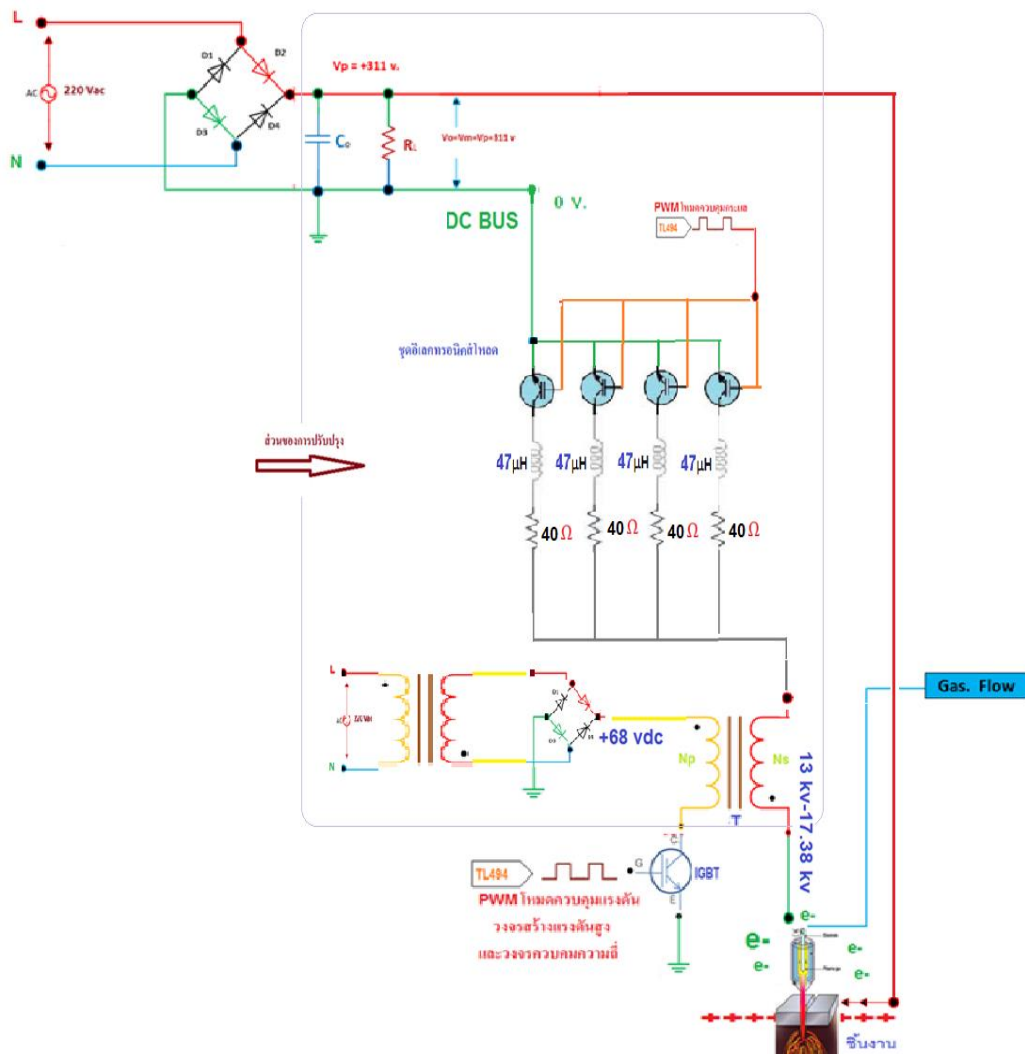 L
D1
D2
Vp = +311 v.
AC
220 Vac
D3
D4
C₀
R
Vo=Vm=Vp=311 v
N
0 V.
DC BUS
PWM โหมดควบคุมกระแส
TL494
ชุดอิเลกทรอนิกส์โหลด
ส่วนของการปรับปรุง
47μH
47μH
47μH
47μH
40 Ω
40 Ω
40 Ω
40 Ω
Gas. Flow
L
N
+68 vdc
Np
Ns
T
13 kv-17.38 kv
C
TL494
G
IGBT
E
PWM โหมดควบคุมแรงดัน
วงจรสร้างแรงดันสูง
และวงจรควบคุมความถี่
e-
e-
e-
e-
e-
ชิ้นงาน